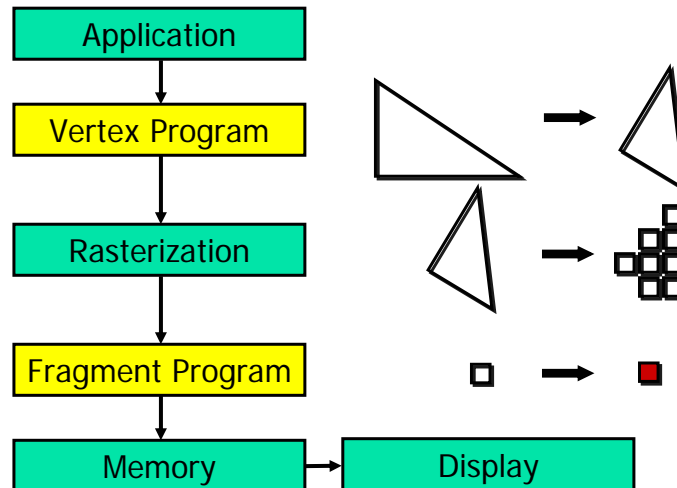 Application
Vertex Program
Rasterization
Fragment Program
Memory
Display